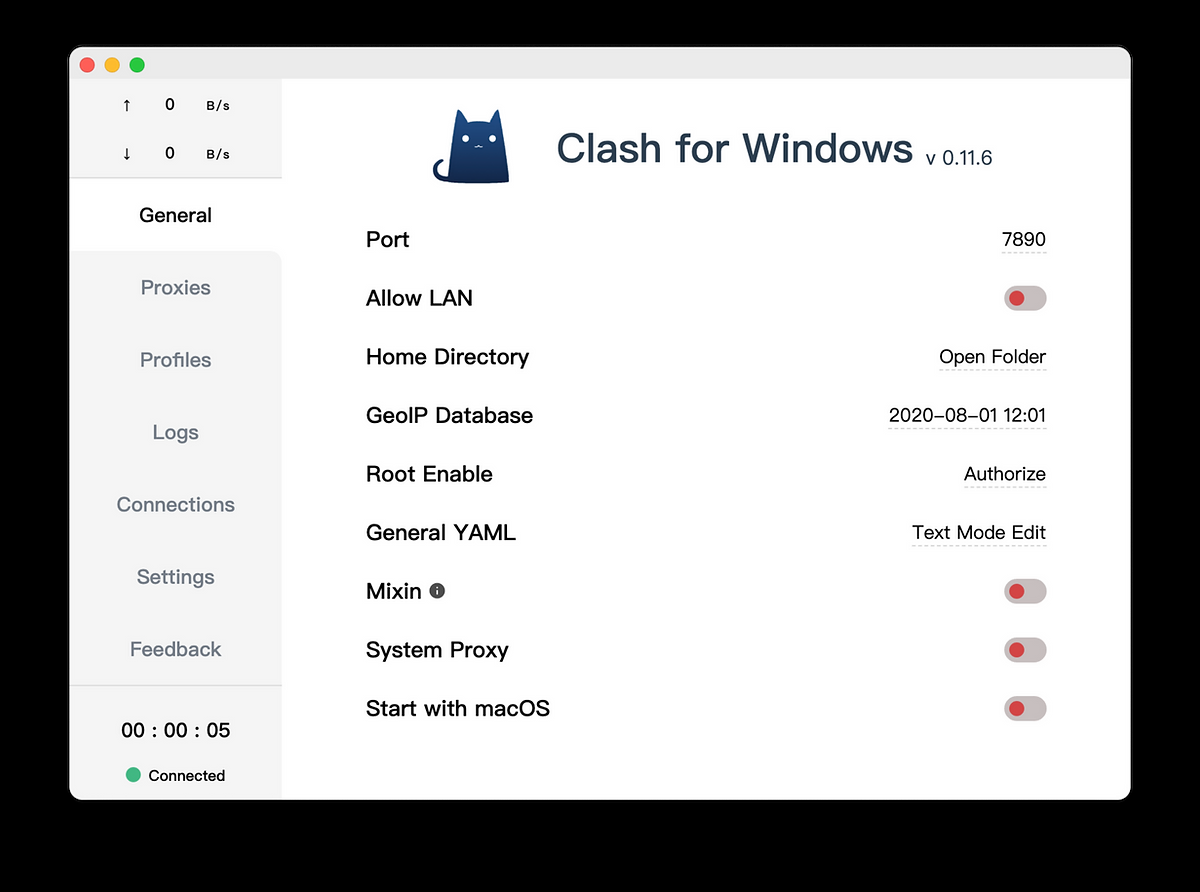 ↑ 0 B/s
↓ 0 B/s
General
Proxies
Profiles
Logs
Connections
Settings
Feedback
00 : 00 : 05
Connected
Clash for Windows v 0.11.6
Port 7890
Allow LAN
Home Directory Open Folder
GeoIP Database 2020-08-01 12:01
Root Enable Authorize
General YAML Text Mode Edit
Mixin
System Proxy
Start with macOS